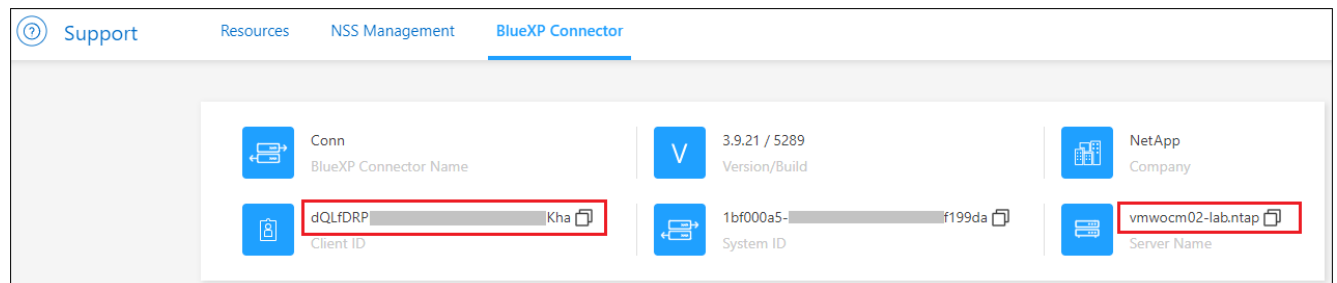 Support Resources NSS Management BlueXP Connector
Conn 3.9.21 / 5289 NetApp
BlueXP Connector Name V Version/Build Company
dQLfDRP Kha 1bf000a5- f199da vmwocm02-lab.ntap
Client ID System ID Server Name